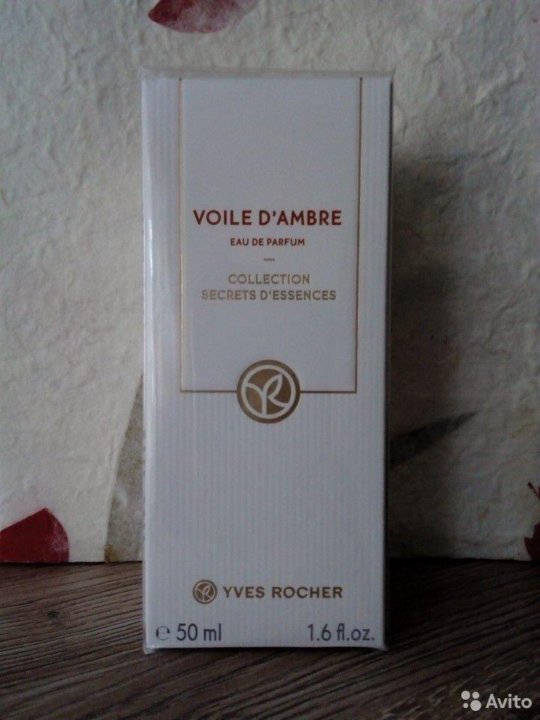 VOILE D'AMBRE
EAU DE PARFUM
COLLECTION
SECRETS D'ESSENCES
YVES ROCHER
℮ 50 ml 1.6 fl.oz.
Avito